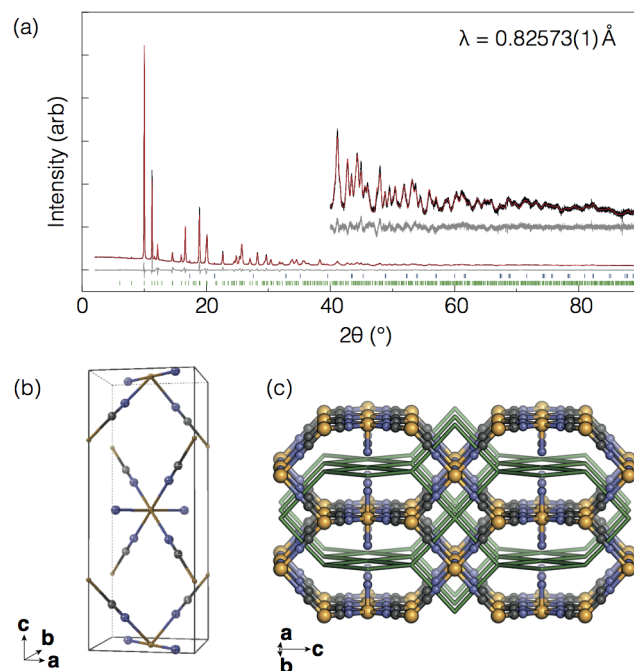 (a)
λ = 0.82573(1) Å
Intensity (arb)
0 20 40 60 80
2θ (°)
(b)
(c)
c
b
a
a
c
b